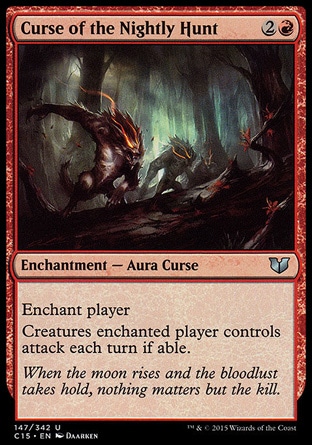 Curse of the Nightly Hunt 2
Enchantment — Aura Curse
Enchant player
Creatures enchanted player controls
attack each turn if able.
When the moon rises and the bloodlust
takes hold, nothing matters but the kill.
147/342 U
C15 • EN Daarken
™ & © 2015 Wizards of the Coast